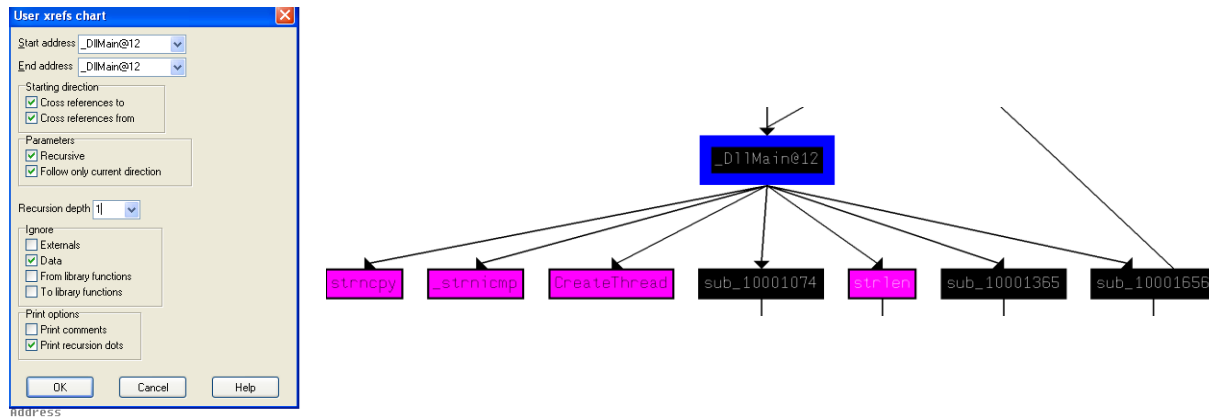 User xrefs chart
Start address _DllMain@12
End address _DllMain@12
Starting direction
Cross references to
Cross references from
Parameters
Recursive
Follow only current direction
Recursion depth 1
Ignore
Externals
Data
From library functions
To library functions
Print options
Print comments
Print recursion dots
OK Cancel Help
Address
_DllMain@12
strncpy _strnicmp CreateThread sub_10001074 strlen sub_10001365 sub_10001656